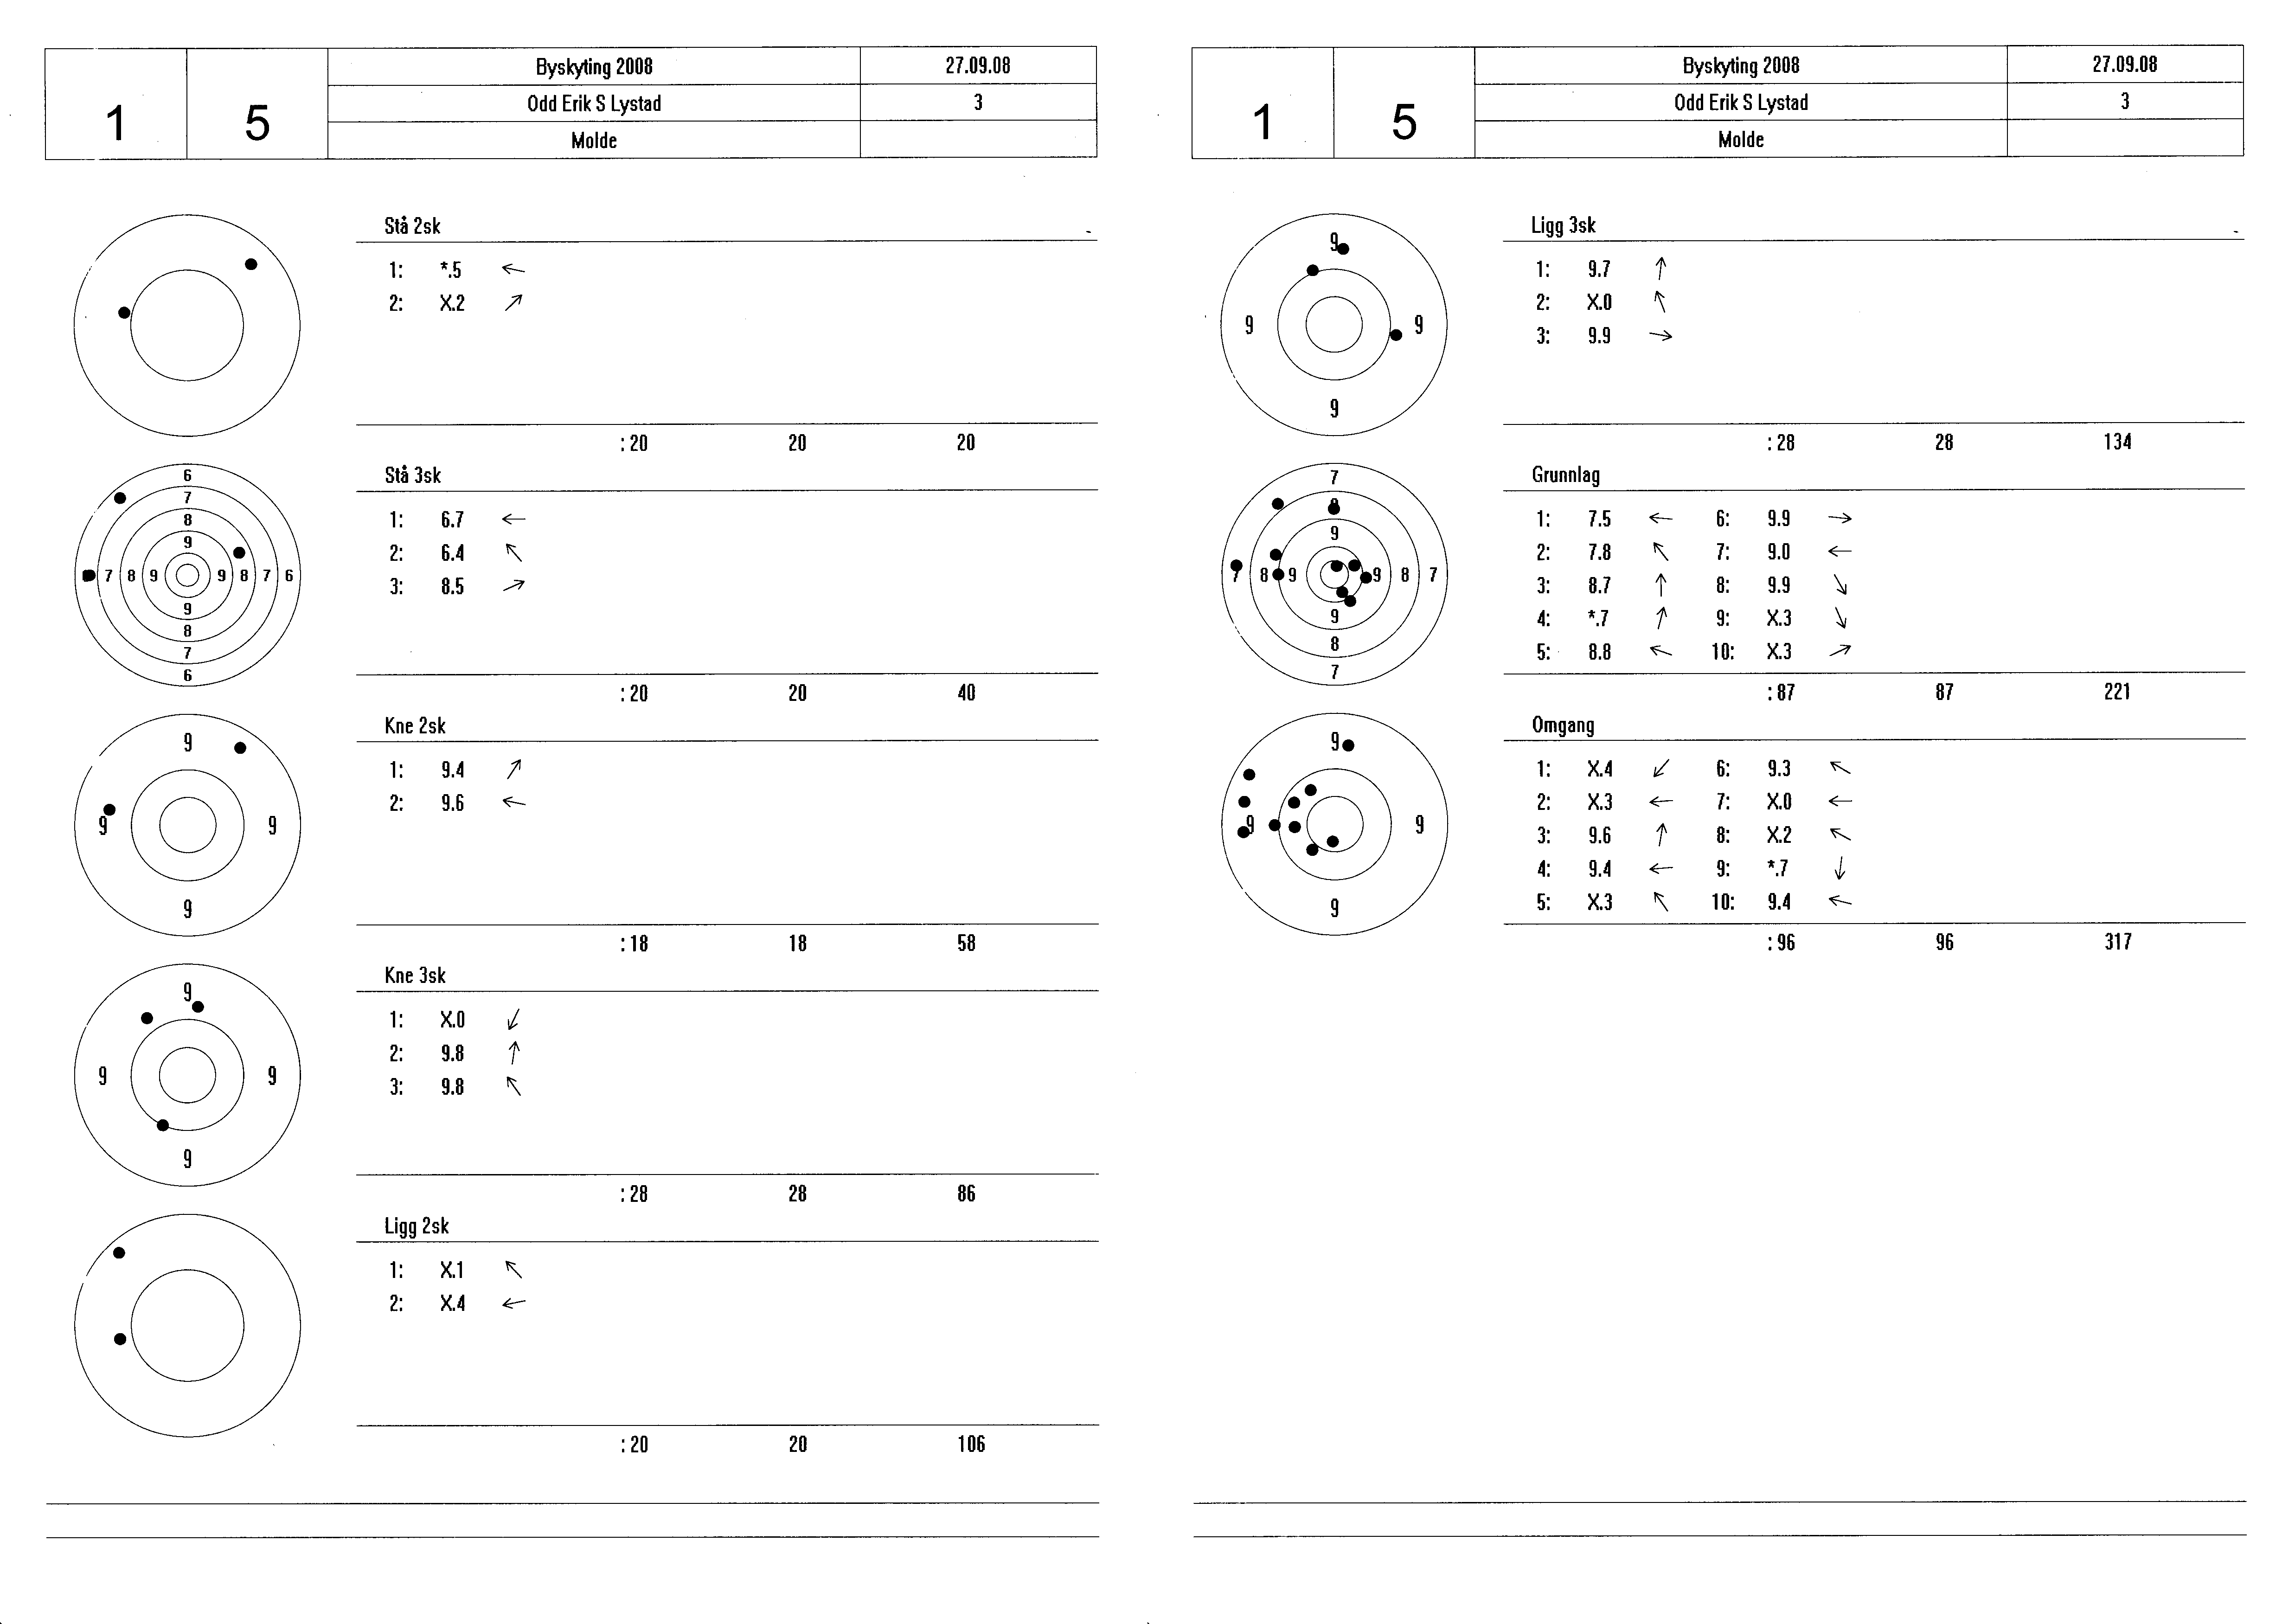 1 5 Byskyting 2008 27.09.08
Odd Erik S Lystad 3
Molde
Stå 2sk
1: *.5
2: X.2
: 20 20 20
6
7
8
9
7 8 9 9 8 7 6
9
8
7
6
Stå 3sk
1: 6.7
2: 6.4
3: 8.5
: 20 20 40
9
9 9
9
Kne 2sk
1: 9.4
2: 9.6
: 18 18 58
9
9 9
9
Kne 3sk
1: X.0
2: 9.8
3: 9.8
: 28 28 86
Ligg 2sk
1: X.1
2: X.4
: 20 20 106
1 5 Byskyting 2008 27.09.08
Odd Erik S Lystad 3
Molde
9
9 9
9
Ligg 3sk
1: 9.7
2: X.0
3: 9.9
: 28 28 134
7
8
9
7 8 9 9 8 7
9
8
7
Grunnlag
1: 7.5 6: 9.9
2: 7.8 7: 9.0
3: 8.7 8: 9.9
4: *.7 9: X.3
5: 8.8 10: X.3
: 87 87 221
9
9 9
9
Omgang
1: X.4 6: 9.3
2: X.3 7: X.0
3: 9.6 8: X.2
4: 9.4 9: *.7
5: X.3 10: 9.4
: 96 96 317